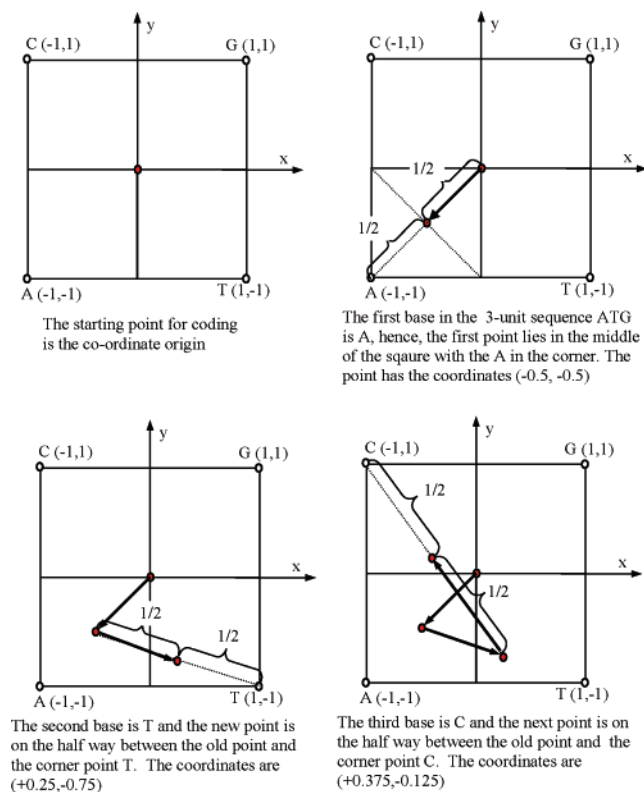 y
C (-1,1)
G (1,1)
x
A (-1,-1)
T (1,-1)
The starting point for coding
is the co-ordinate origin
y
C (-1,1)
G (1,1)
x
1/2
1/2
A (-1,-1)
T (1,-1)
The first base in the 3-unit sequence ATG
is A, hence, the first point lies in the middle
of the sqaure with the A in the corner. The
point has the coordinates (-0.5, -0.5)
y
C (-1,1)
G (1,1)
x
1/2
1/2
A (-1,-1)
T (1,-1)
The second base is T and the new point is
on the half way between the old point and
the corner point T. The coordinates are
(+0.25,-0.75)
y
C (-1,1)
G (1,1)
1/2
x
1/2
A (-1,-1)
T (1,-1)
The third base is C and the next point is on
the half way between the old point and the
corner point C. The coordinates are
(+0.375,-0.125)